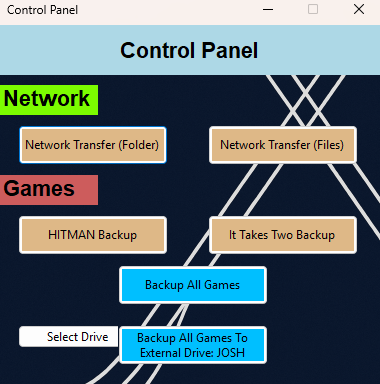 Control Panel
Control Panel
Network
Network Transfer (Folder)
Network Transfer (Files)
Games
HITMAN Backup
It Takes Two Backup
Backup All Games
Select Drive
Backup All Games To
External Drive: JOSH